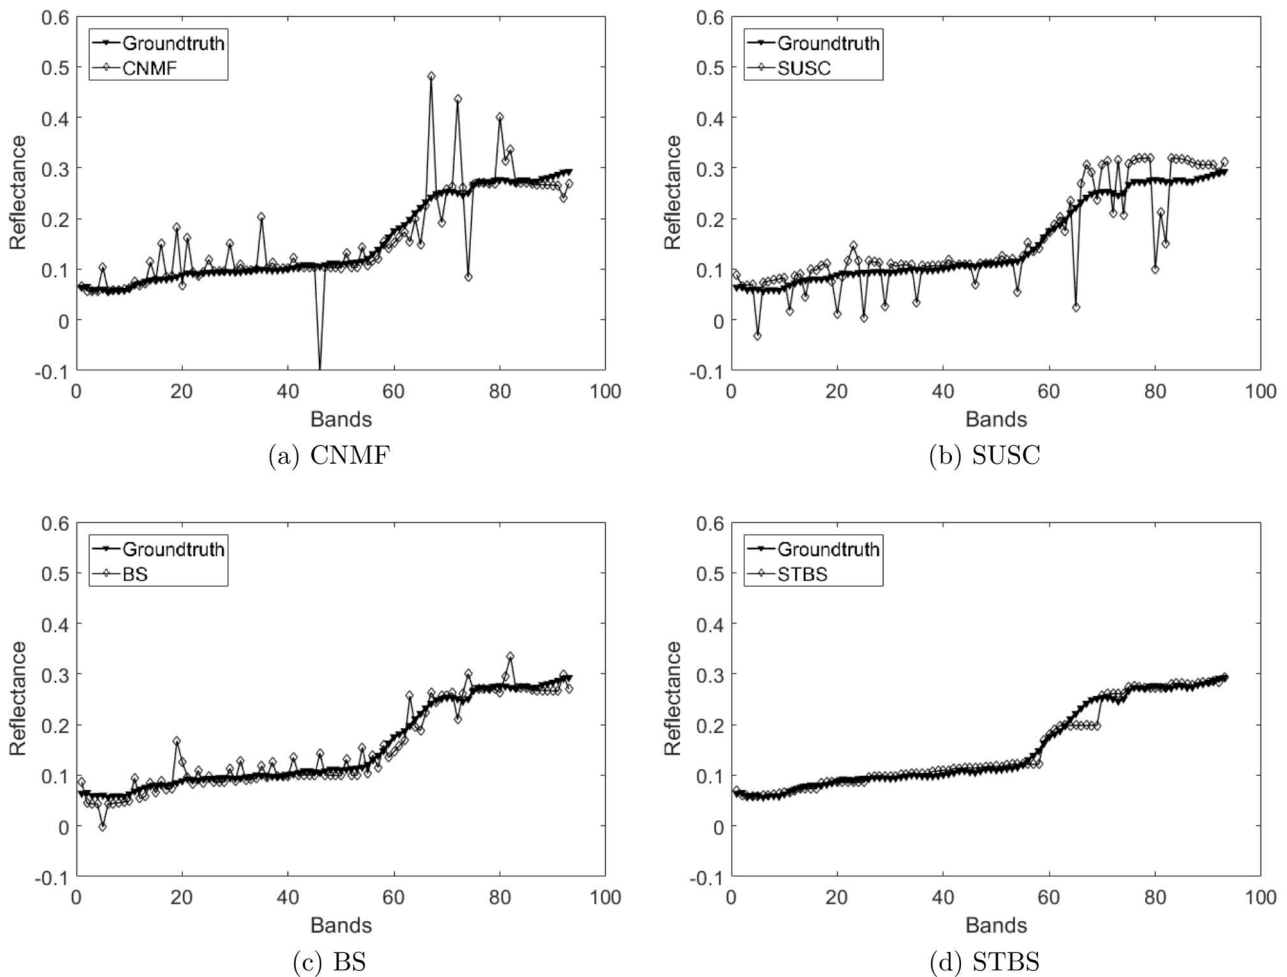 0.6
0.5
0.4
0.3
0.2
0.1
0
-0.1
Reflectance
Groundtruth
CNMF
0 20 40 60 80 100
Bands
(a) CNMF
0.6
0.5
0.4
0.3
0.2
0.1
0
-0.1
Reflectance
Groundtruth
SUSC
0 20 40 60 80 100
Bands
(b) SUSC
0.6
0.5
0.4
0.3
0.2
0.1
0
-0.1
Reflectance
Groundtruth
BS
0 20 40 60 80 100
Bands
(c) BS
0.6
0.5
0.4
0.3
0.2
0.1
0
-0.1
Reflectance
Groundtruth
STBS
0 20 40 60 80 100
Bands
(d) STBS